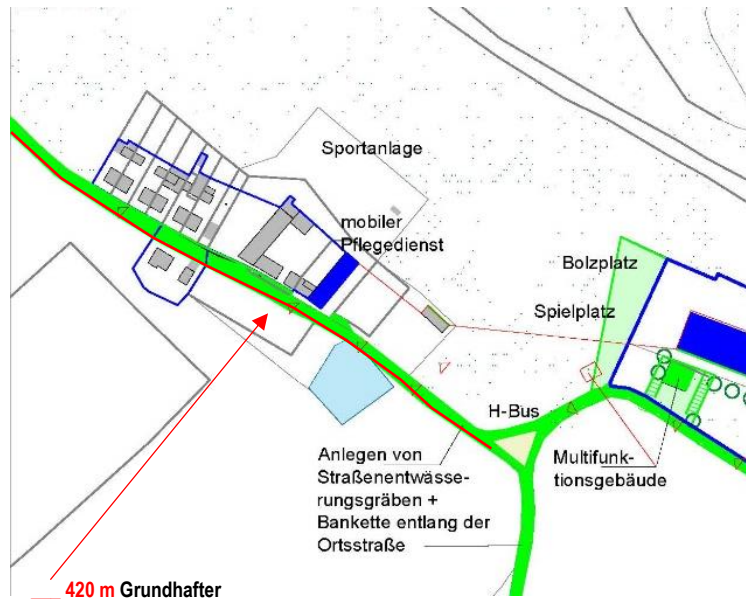 Sportanlage
mobiler
Pflegedienst
Bolzplatz
Spielplatz
H-Bus
Anlegen von
Straßenentwässe-
rungsgräben +
Bankette entlang der
Ortsstraße
Multifunk-
tionsgebäude
420 m Grundhafter